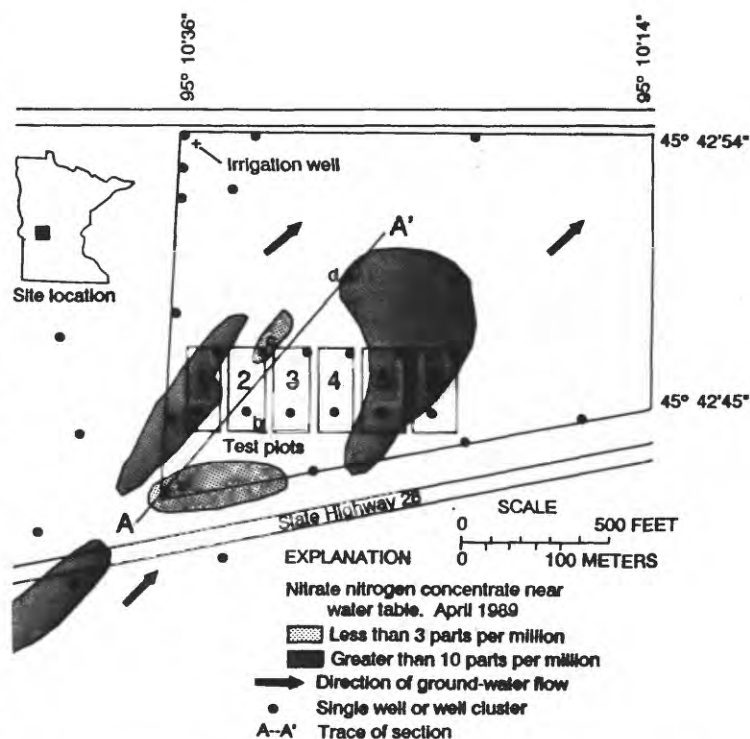 95° 10'36"
95° 10'14"
45° 42'54"
Irrigation well
Site location
A'
d
2
3
4
b
45° 42'45"
Test plots
A
State Highway 28
SCALE
0 500 FEET
0 100 METERS
EXPLANATION
Nitrate nitrogen concentrate near
water table. April 1989
Less than 3 parts per million
Greater than 10 parts per million
Direction of ground-water flow
Single well or well cluster
A--A' Trace of section